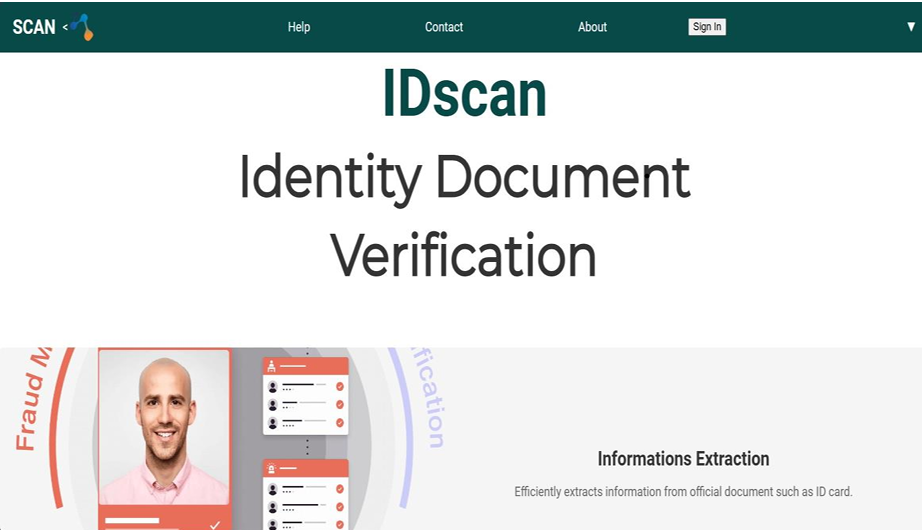 SCAN <
Help
Contact
About
Sign In
▼
IDscan
Identity Document
Verification
Fraud M
ification
Informations Extraction
Efficiently extracts information from official document such as ID card.